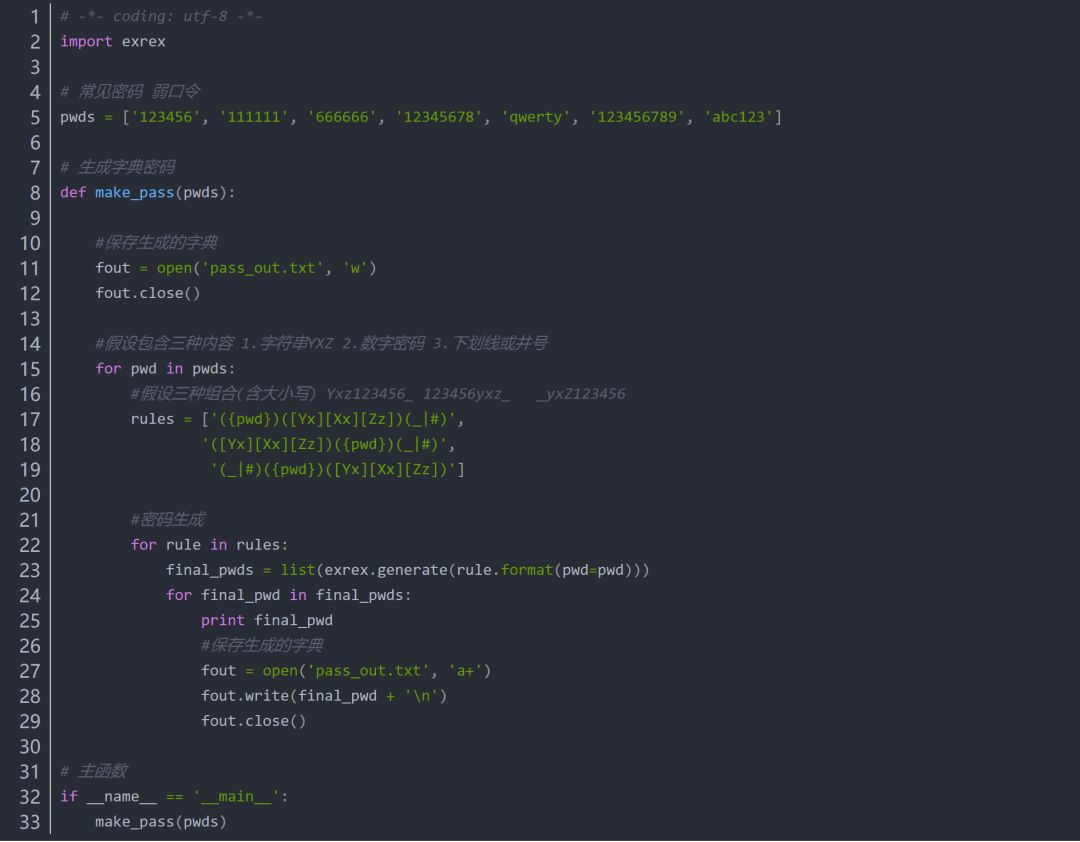 1 # -*- coding: utf-8 -*-
2 import exrex
3
4 # 常见密码 弱口令
5 pwds = ['123456', '111111', '666666', '12345678', 'qwerty', '123456789', 'abc123']
6
7 # 生成字典密码
8 def make_pass(pwds):
9
10     #保存生成的字典
11     fout = open('pass_out.txt', 'w')
12     fout.close()
13
14     #假设包含三种内容 1.字符串YXZ 2.数字密码 3.下划线或井号
15     for pwd in pwds:
16         #假设三种组合(含大小写) Yxz123456_ 123456yxz_   _yxZ123456
17         rules = ['({pwd})([Yx][Xx][Zz])(_|#)',
18                 '([Yx][Xx][Zz])({pwd})(_|#)',
19                  '(_|#)({pwd})([Yx][Xx][Zz])']
20
21         #密码生成
22         for rule in rules:
23             final_pwds = list(exrex.generate(rule.format(pwd=pwd)))
24             for final_pwd in final_pwds:
25                 print final_pwd
26                 #保存生成的字典
27                 fout = open('pass_out.txt', 'a+')
28                 fout.write(final_pwd + '\n')
29                 fout.close()
30
31 # 主函数
32 if __name__ == '__main__':
33     make_pass(pwds)